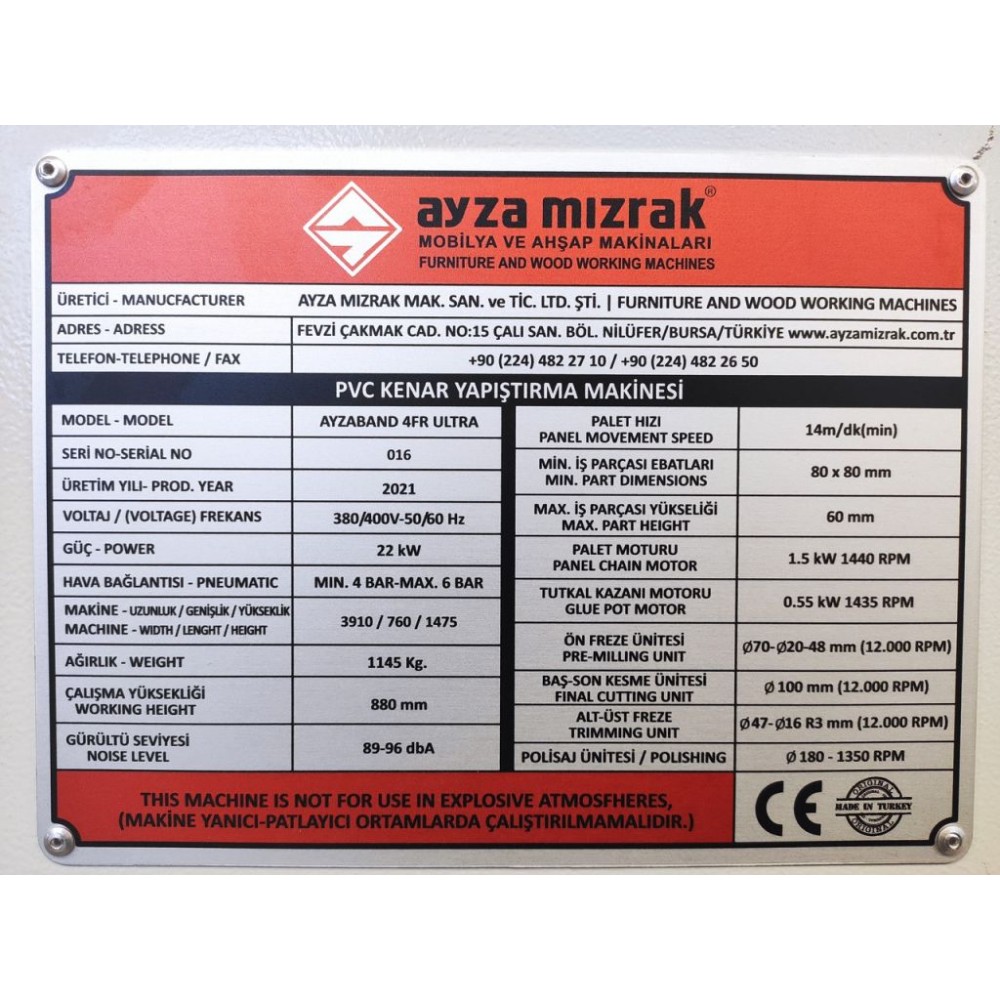 ayza mızrak®
MOBİLYA VE AHŞAP MAKİNALARI
FURNITURE AND WOOD WORKING MACHINES
ÜRETİCİ - MANUCFACTURER AYZA MIZRAK MAK. SAN. ve TİC. LTD. ŞTİ. | FURNITURE AND WOOD WORKING MACHINES
ADRES - ADRESS FEVZİ ÇAKMAK CAD. NO:15 ÇALI SAN. BÖL. NİLÜFER/BURSA/TÜRKİYE www.ayzamizrak.com.tr
TELEFON-TELEPHONE / FAX +90 (224) 482 27 10 / +90 (224) 482 26 50
PVC KENAR YAPIŞTIRMA MAKİNESİ
MODEL - MODEL AYZABAND 4FR ULTRA
SERİ NO-SERIAL NO 016
ÜRETİM YILI- PROD. YEAR 2021
VOLTAJ / (VOLTAGE) FREKANS 380/400V-50/60 Hz
GÜÇ - POWER 22 kW
HAVA BAĞLANTISI - PNEUMATIC MIN. 4 BAR-MAX. 6 BAR
MAKİNE - UZUNLUK / GENİŞLİK / YÜKSEKLİK
MACHINE - WIDTH / LENGHT / HEIGHT 3910 / 760 / 1475
AĞIRLIK - WEIGHT 1145 Kg.
ÇALIŞMA YÜKSEKLİĞİ
WORKING HEIGHT 880 mm
GÜRÜLTÜ SEVİYESİ
NOISE LEVEL 89-96 dbA
PALET HIZI
PANEL MOVEMENT SPEED 14m/dk(min)
MİN. İŞ PARÇASI EBATLARI
MIN. PART DIMENSIONS 80 x 80 mm
MAX. İŞ PARÇASI YÜKSELİĞİ
MAX. PART HEIGHT 60 mm
PALET MOTURU
PANEL CHAIN MOTOR 1.5 kW 1440 RPM
TUTKAL KAZANI MOTORU
GLUE POT MOTOR 0.55 kW 1435 RPM
ÖN FREZE ÜNİTESİ
PRE-MILLING UNIT Ø70-Ø20-48 mm (12.000 RPM)
BAŞ-SON KESME ÜNİTESİ
FINAL CUTTING UNIT Ø 100 mm (12.000 RPM)
ALT-ÜST FREZE
TRIMMING UNIT Ø47-Ø16 R3 mm (12.000 RPM)
POLİSAJ ÜNİTESİ / POLISHING Ø 180 - 1350 RPM
THIS MACHINE IS NOT FOR USE IN EXPLOSIVE ATMOSFHERES,
(MAKİNE YANICI-PATLAYICI ORTAMLARDA ÇALIŞTIRILMAMALIDIR.)
CE
ORIGINAL
MADE IN TURKEY
ORIGINAL